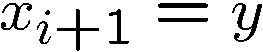 $x_{i+1} = y$